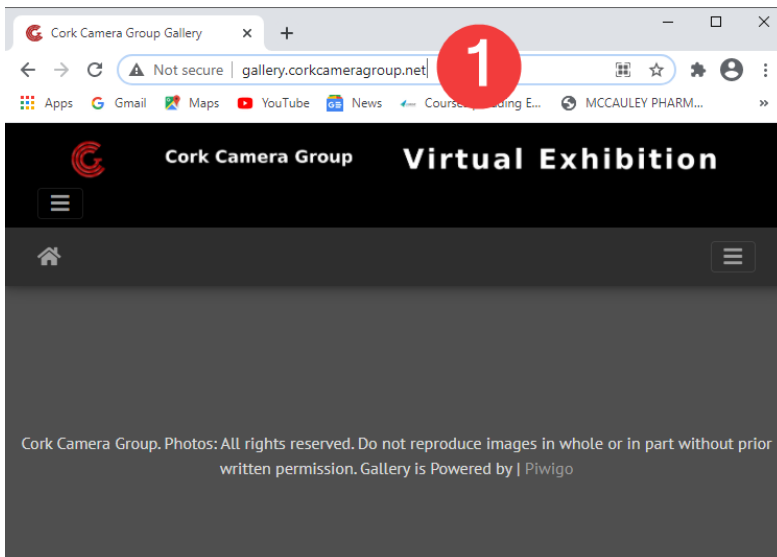 Cork Camera Group Gallery
Not secure | gallery.corkcameragroup.net
1
Apps G Gmail Maps YouTube GE News MCCAULEY PHARM... »
Cork Camera Group Virtual Exhibition
Cork Camera Group. Photos: All rights reserved. Do not reproduce images in whole or in part without prior
written permission. Gallery is Powered by | Piwigo